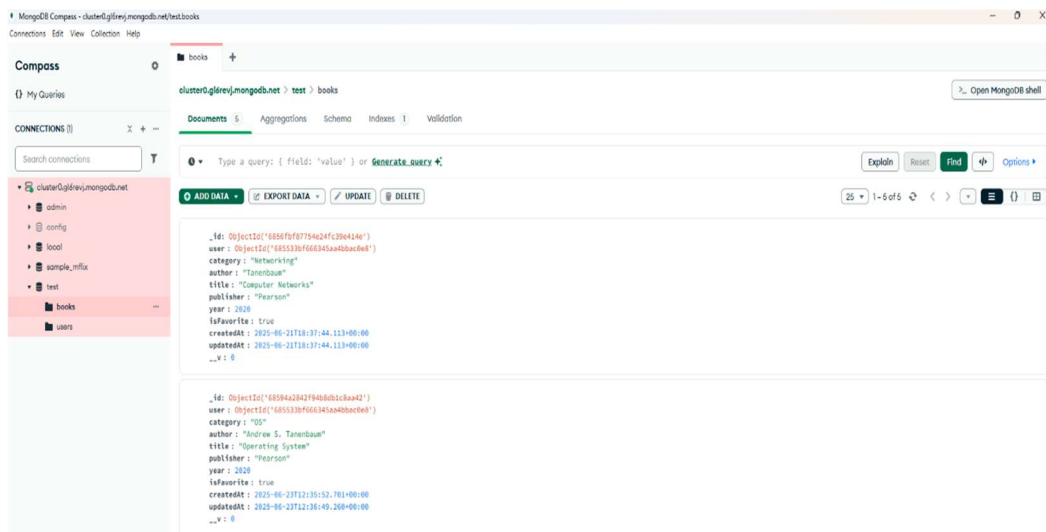 MongoDB Compass - cluster0.gl6revj.mongodb.net/test.books
Connections Edit View Collection Help
Compass
{} My Queries
CONNECTIONS (1)
Search connections
cluster0.gl6revj.mongodb.net
admin
config
local
sample_mflix
test
books
users
books
cluster0.gl6revj.mongodb.net > test > books
>_ Open MongoDB shell
Documents 5 Aggregations Schema Indexes 1 Validation
Type a query: { field: 'value' } or Generate query
Explain Reset Find </> Options
ADD DATA EXPORT DATA UPDATE DELETE
25 1-5 of 5
_id: ObjectId('6856fbf87754e24fc39e414e')
user: ObjectId('685533bf666345aa4bbac0e8')
category: "Networking"
author: "Tanenbaum"
title: "Computer Networks"
publisher: "Pearson"
year: 2020
isFavorite: true
createdAt: 2025-06-21T18:37:44.113+00:00
updatedAt: 2025-06-21T18:37:44.113+00:00
__v: 0
_id: ObjectId('68594a2842f94b8db1c8aa42')
user: ObjectId('685533bf666345aa4bbac0e8')
category: "OS"
author: "Andrew S. Tanenbaum"
title: "Operating System"
publisher: "Pearson"
year: 2020
isFavorite: true
createdAt: 2025-06-23T12:35:52.701+00:00
updatedAt: 2025-06-23T12:36:49.260+00:00
__v: 0